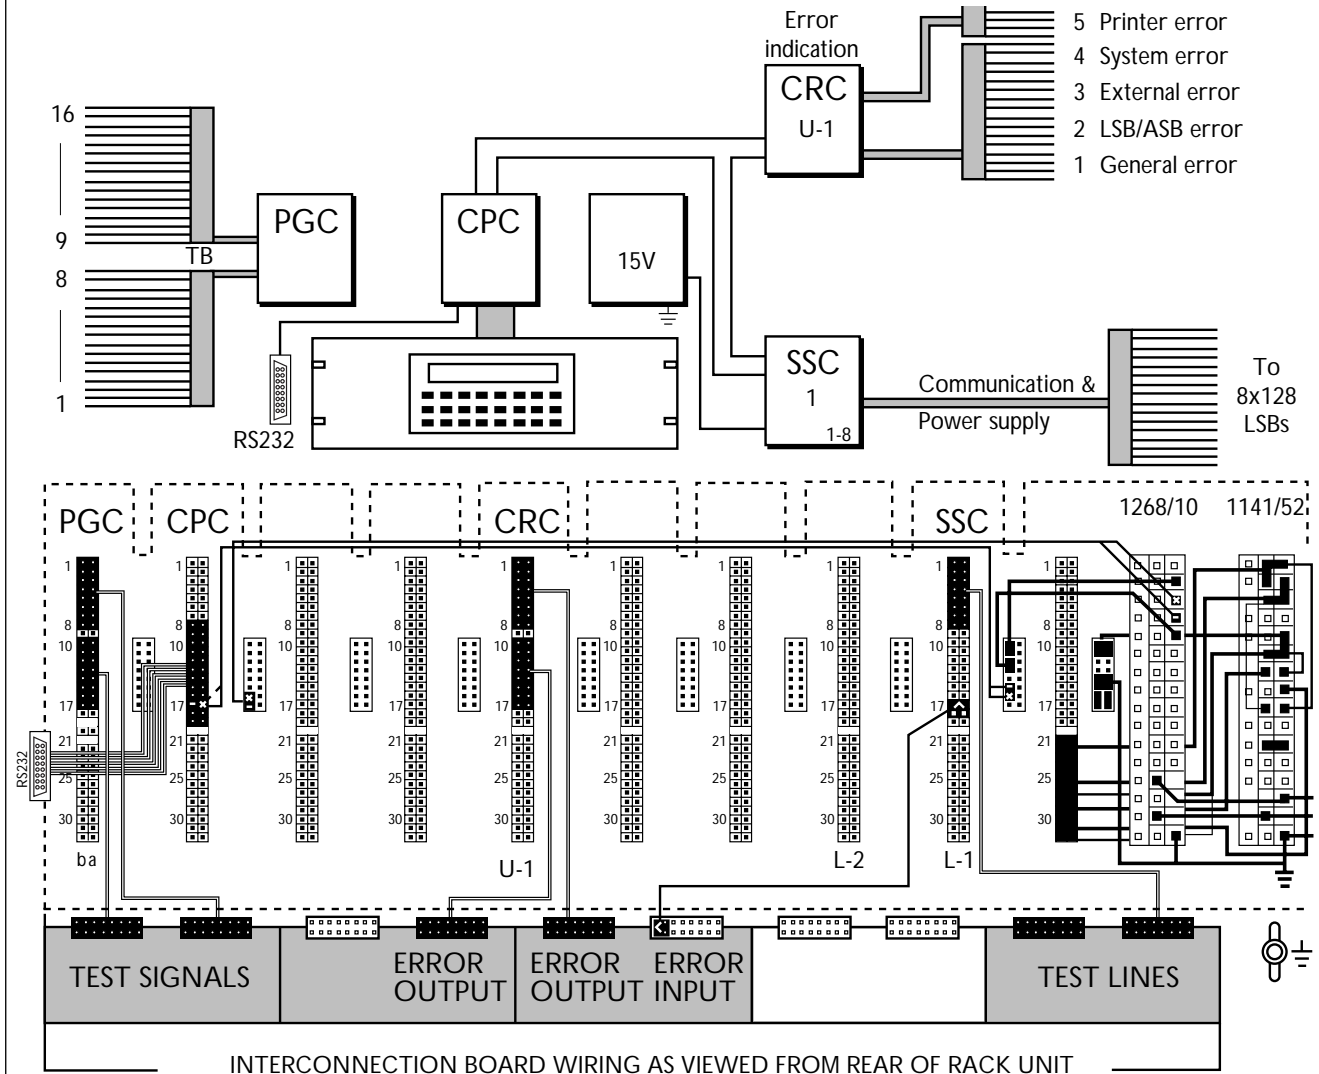 Error
indication
CRC
U-1
5 Printer error
4 System error
3 External error
2 LSB/ASB error
1 General error
16
9
TB
8
1
PGC
CPC
15V
RS232
SSC
1
1-8
Communication &
Power supply
To
8x128
LSBs
PGC
CPC
CRC
SSC
1268/10
1141/52
1 1 1 1 1 1 1 1
8 8 8 8 8 8 8 8 8
10 10 10 10 10 10 10 10 10 10
17 17 17 17 17 17 17 17 17 17
21 21 21 21 21 21 21 21 21 21
25 25 25 25 25 25 25 25 25 25
30 30 30 30 30 30 30 30 30 30
RS232
ba
U-1
L-2
L-1
TEST SIGNALS
ERROR
OUTPUT
ERROR
OUTPUT
ERROR
INPUT
TEST LINES
INTERCONNECTION BOARD WIRING AS VIEWED FROM REAR OF RACK UNIT